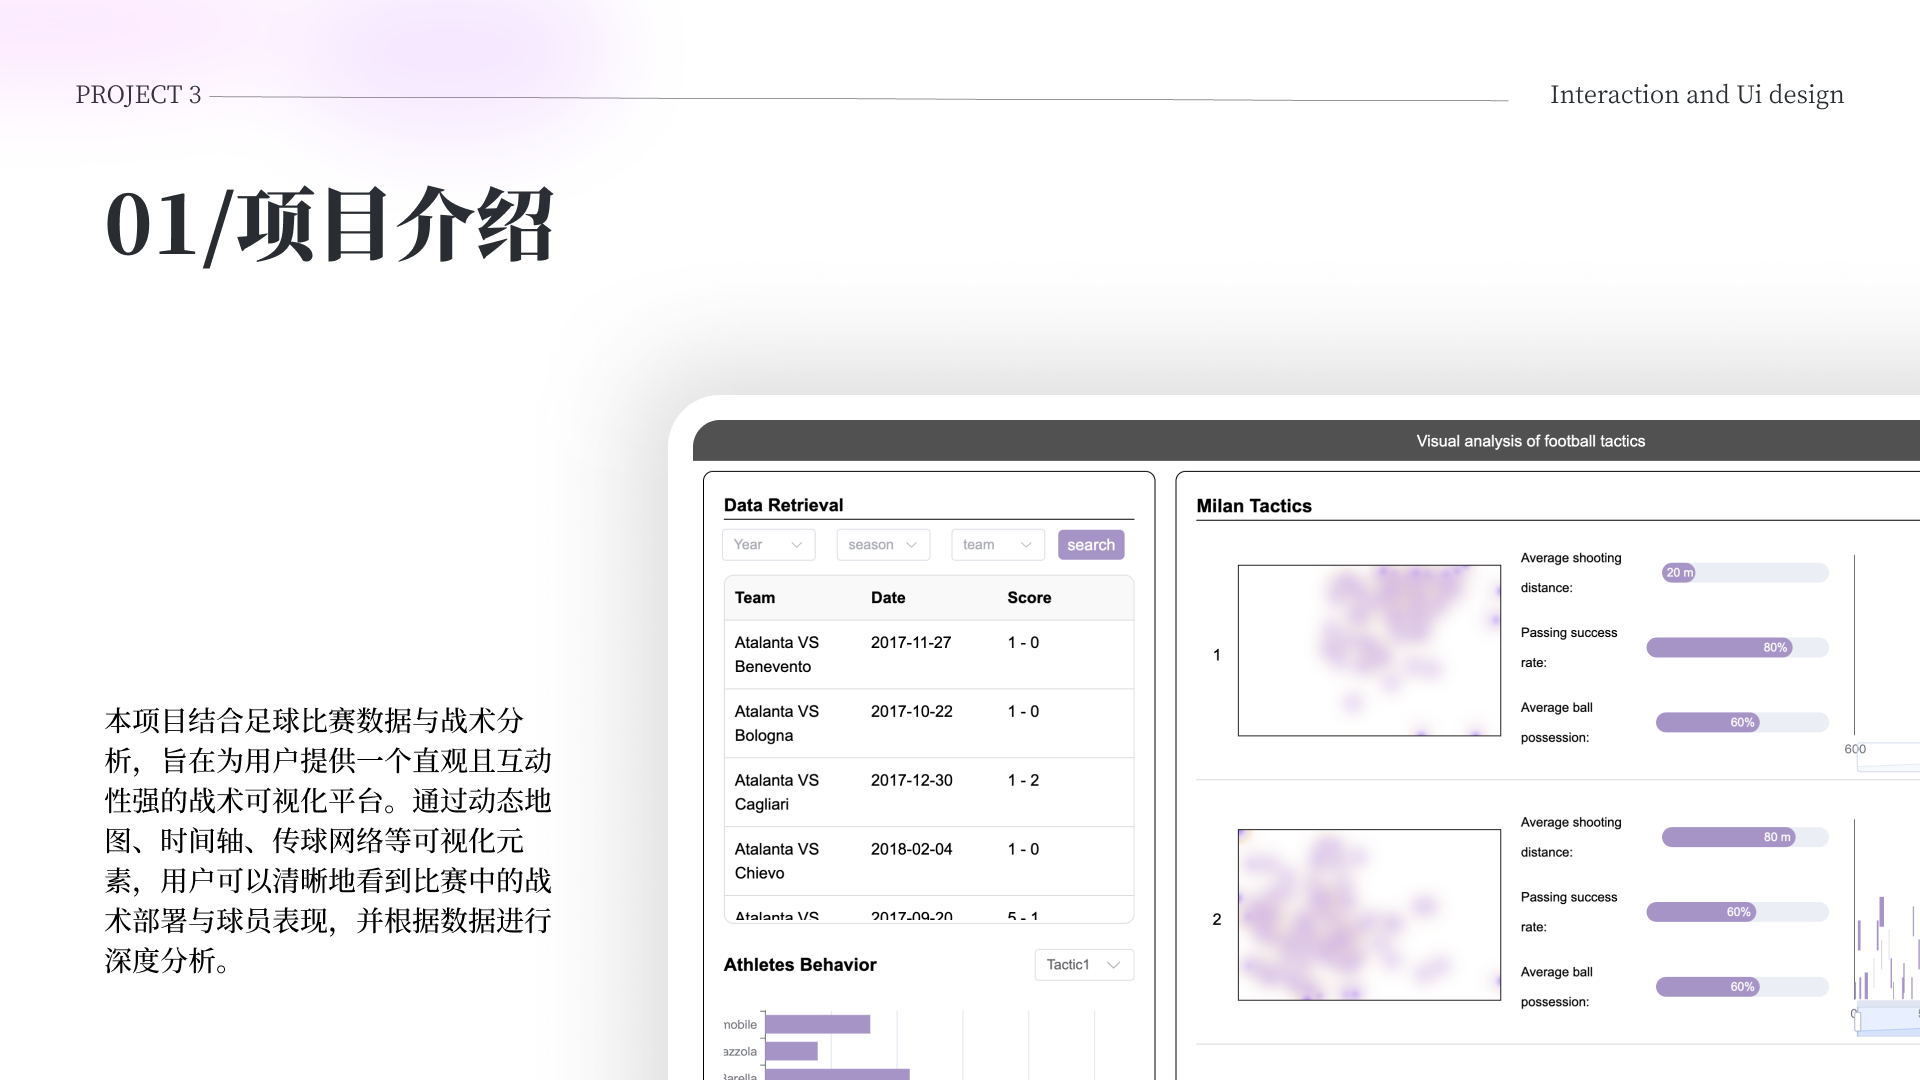 PROJECT 3
Interaction and Ui design
01/项目介绍
本项目结合足球比赛数据与战术分
析，旨在为用户提供一个直观且互动
性强的战术可视化平台。通过动态地
图、时间轴、传球网络等可视化元
素，用户可以清晰地看到比赛中的战
术部署与球员表现，并根据数据进行
深度分析。
Visual analysis of football tactics
Data Retrieval
Year season team search
Team Date Score
Atalanta VS 2017-11-27 1 - 0
Benevento
Atalanta VS 2017-10-22 1 - 0
Bologna
Atalanta VS 2017-12-30 1 - 2
Cagliari
Atalanta VS 2018-02-04 1 - 0
Chievo
Atalanta VS 2017-09-20 5 - 1
Athletes Behavior
Tactic1
mobile
azzola
Barella
Milan Tactics
1
Average shooting
distance:
20 m
Passing success
rate:
80%
Average ball
possession:
60%
600
2
Average shooting
distance:
80 m
Passing success
rate:
60%
Average ball
possession:
60%
0